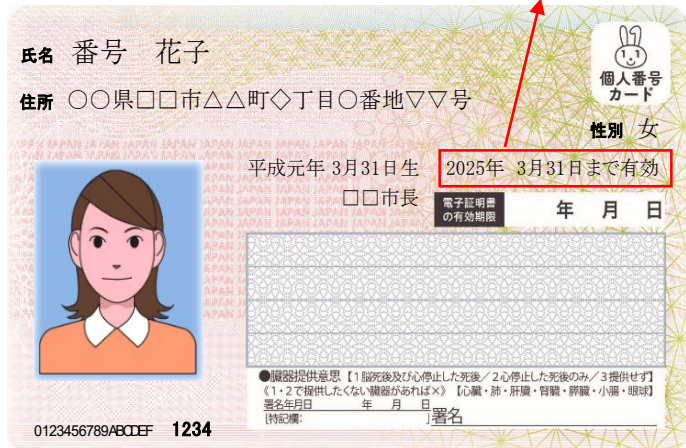 氏名 番号 花子
個人番号
カード
住所 ○○県□□市△△町◇丁目○番地▽▽号
性別 女
平成元年 3月31日生 2025年 3月31日まで有効
□□市長
電子証明書
の有効期限
年 月 日
●臓器提供意思【1脳死後及び心停止した死後／2心停止した死後のみ／3提供せず】
《1・2で提供したくない臓器があれば×》【心臓・肺・肝臓・腎臓・膵臓・小腸・眼球】
署名年月日 年 月 日
[特記欄: ]署名
0123456789ABCDEF 1234